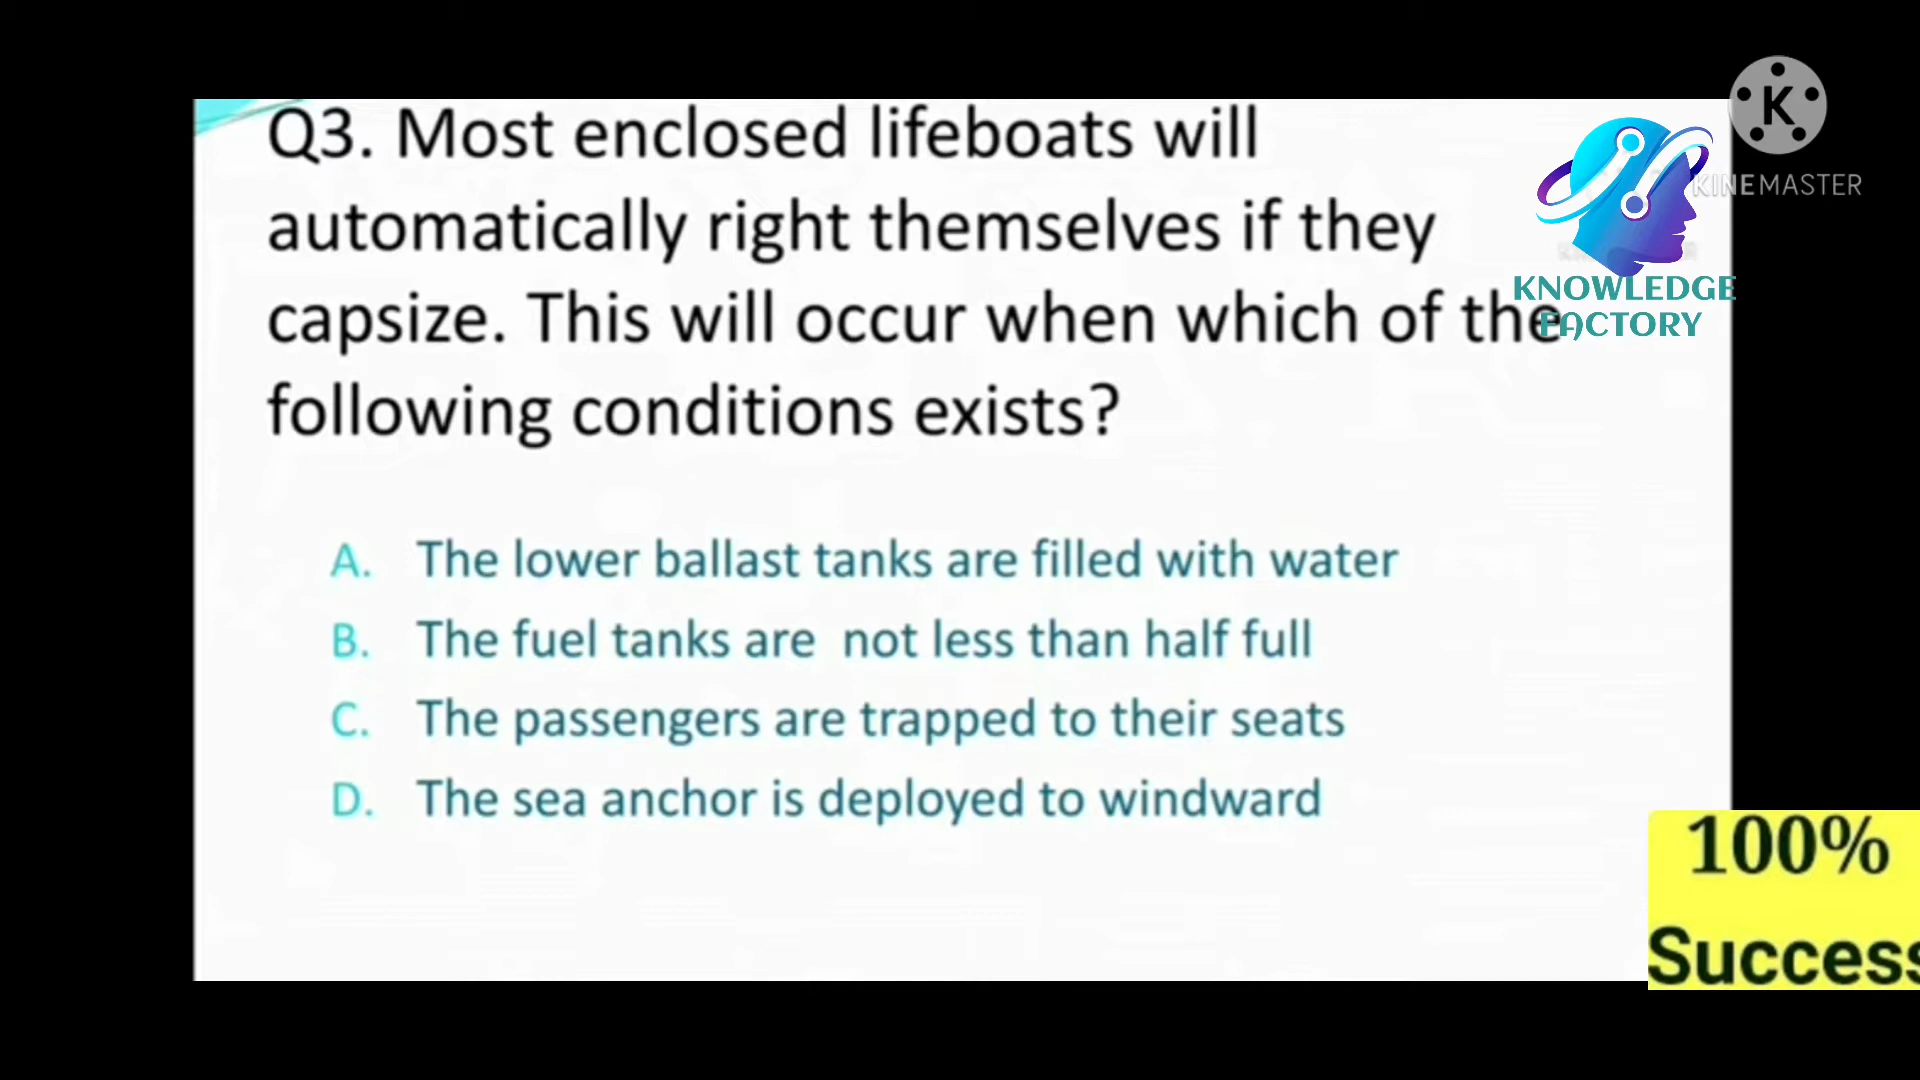 Q3. Most enclosed lifeboats will
automatically right themselves if they
capsize. This will occur when which of the
following conditions exists?
A. The lower ballast tanks are filled with water
B. The fuel tanks are not less than half full
C. The passengers are trapped to their seats
D. The sea anchor is deployed to windward
K
KINEMASTER
KNOWLEDGE
FACTORY
100%
Success